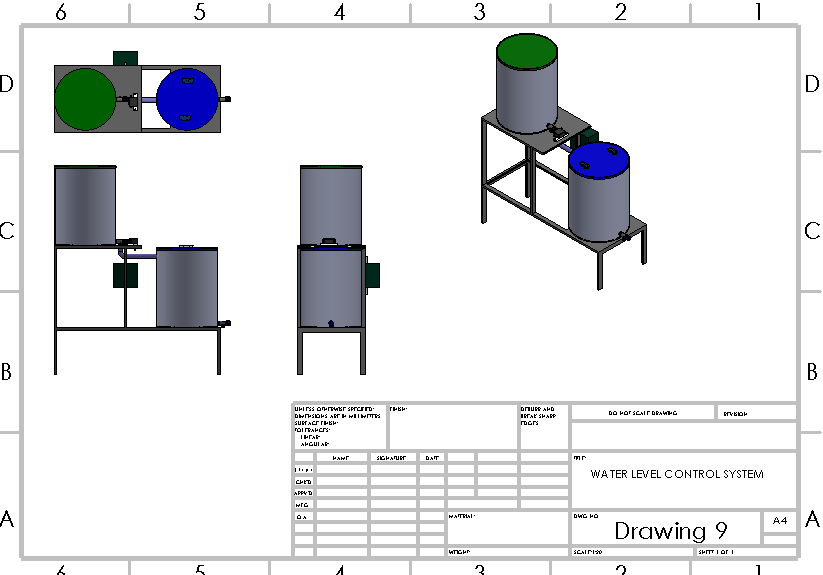 6 5 4 3 2 1
D D
C C
B B
A A
UNLESS OTHERWISE SPECIFIED:
DIMENSIONS ARE IN MILLIMETERS
SURFACE FINISH:
TOLERANCES:
LINEAR:
ANGULAR:
FINISH:
DEBURR AND
BREAK SHARP
EDGES
DO NOT SCALE DRAWING
REVISION
NAME SIGNATURE DATE
CHK'D
APPV'D
MFG
Q.A
TITLE:
WATER LEVEL CONTROL SYSTEM
MATERIAL:
DWG NO.
Drawing 9
A4
WEIGHT:
SCALE:1:20
SHEET 1 OF 1
6 5 4 3 2 1